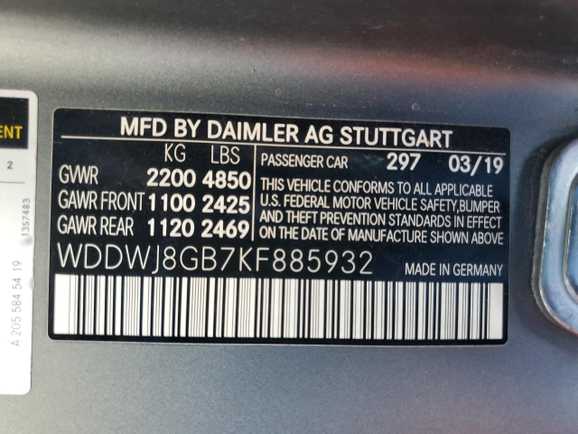 MFD BY DAIMLER AG STUTTGART
KG LBS
GVWR 2200 4850
GAWR FRONT 1100 2425
GAWR REAR 1120 2469
PASSENGER CAR 297 03/19
THIS VEHICLE CONFORMS TO ALL APPLICABLE
U.S. FEDERAL MOTOR VEHICLE SAFETY, BUMPER
AND THEFT PREVENTION STANDARDS IN EFFECT
ON THE DATE OF MANUFACTURE SHOWN ABOVE.
WDDWJ8GB7KF885932
MADE IN GERMANY
ENT
2
1357483
A 205 584 54 19